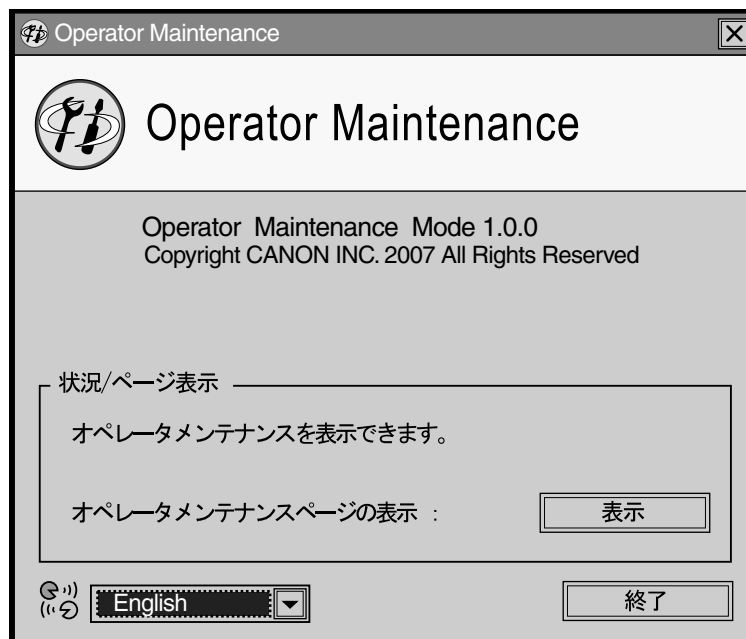 Operator Maintenance
Operator Maintenance
Operator Maintenance Mode 1.0.0
Copyright CANON INC. 2007 All Rights Reserved
状況/ページ表示
オペレータメンテナンスを表示できます。
オペレータメンテナンスページの表示 :
表示
English
終了